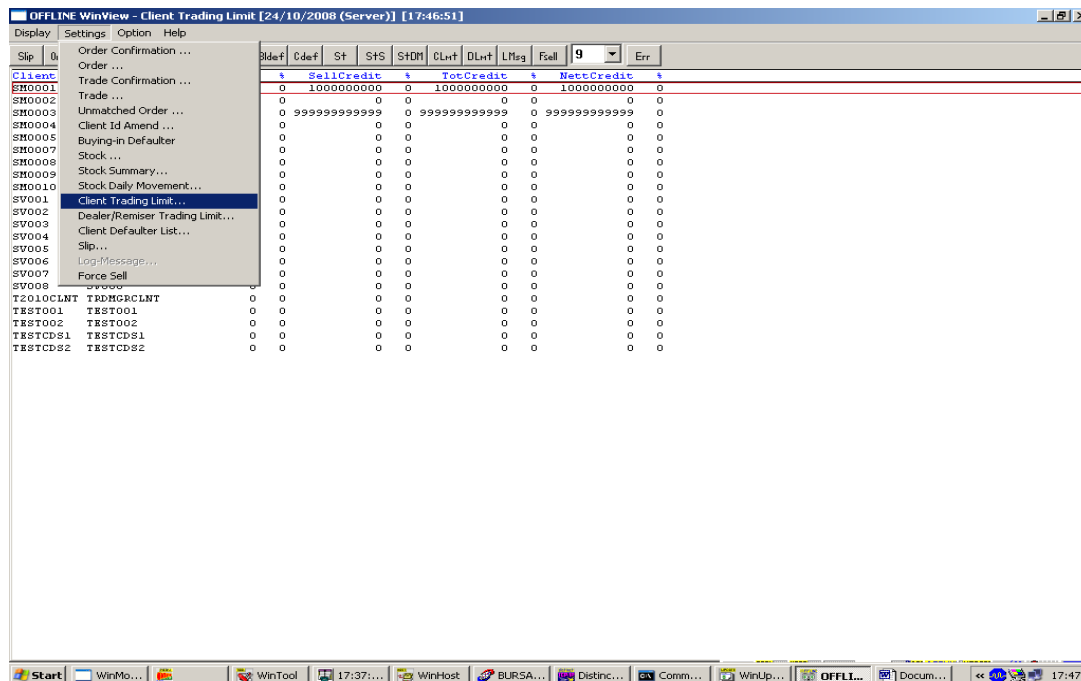 OFFLINE WinView - Client Trading Limit [24/10/2008 (Server)] [17:46:51]
Display Settings Option Help
Slip Bldef Cdef St StS StDM CLmt DLmt LMsg Fsell 9 Err
Order Confirmation ...
Order ...
Trade Confirmation ...
Trade ...
Unmatched Order ...
Client Id Amend ...
Buying-in Defaulter
Stock ...
Stock Summary...
Stock Daily Movement...
Client Trading Limit...
Dealer/Remiser Trading Limit...
Client Defaulter List...
Slip...
Log-Message...
Force Sell
Client % SellCredit % TotCredit % NettCredit %
SM0001 0 1000000000 0 1000000000 0 1000000000 0
SM0002 0 0 0 0 0 0 0
SM0003 0 999999999999 0 999999999999 0 999999999999 0
SM0004 0 0 0 0 0 0 0
SM0005 0 0 0 0 0 0 0
SM0007 0 0 0 0 0 0 0
SM0008 0 0 0 0 0 0 0
SM0009 0 0 0 0 0 0 0
SM0010 0 0 0 0 0 0 0
SV001 0 0 0 0 0 0 0
SV002 0 0 0 0 0 0 0
SV003 0 0 0 0 0 0 0
SV004 0 0 0 0 0 0 0
SV005 0 0 0 0 0 0 0
SV006 0 0 0 0 0 0 0
SV007 0 0 0 0 0 0 0
SV008 0 0 0 0 0 0 0 0
T2010CLNT TRDMGRCLNT 0 0 0 0 0 0 0 0
TEST001 TEST001 0 0 0 0 0 0 0 0
TEST002 TEST002 0 0 0 0 0 0 0 0
TESTCDS1 TESTCDS1 0 0 0 0 0 0 0 0
TESTCDS2 TESTCDS2 0 0 0 0 0 0 0 0
Start WinMo... WinTool 17:37:... WinHost BURSA... Distinc... Comm... WinUp... OFFLI... Docum... « 17:47